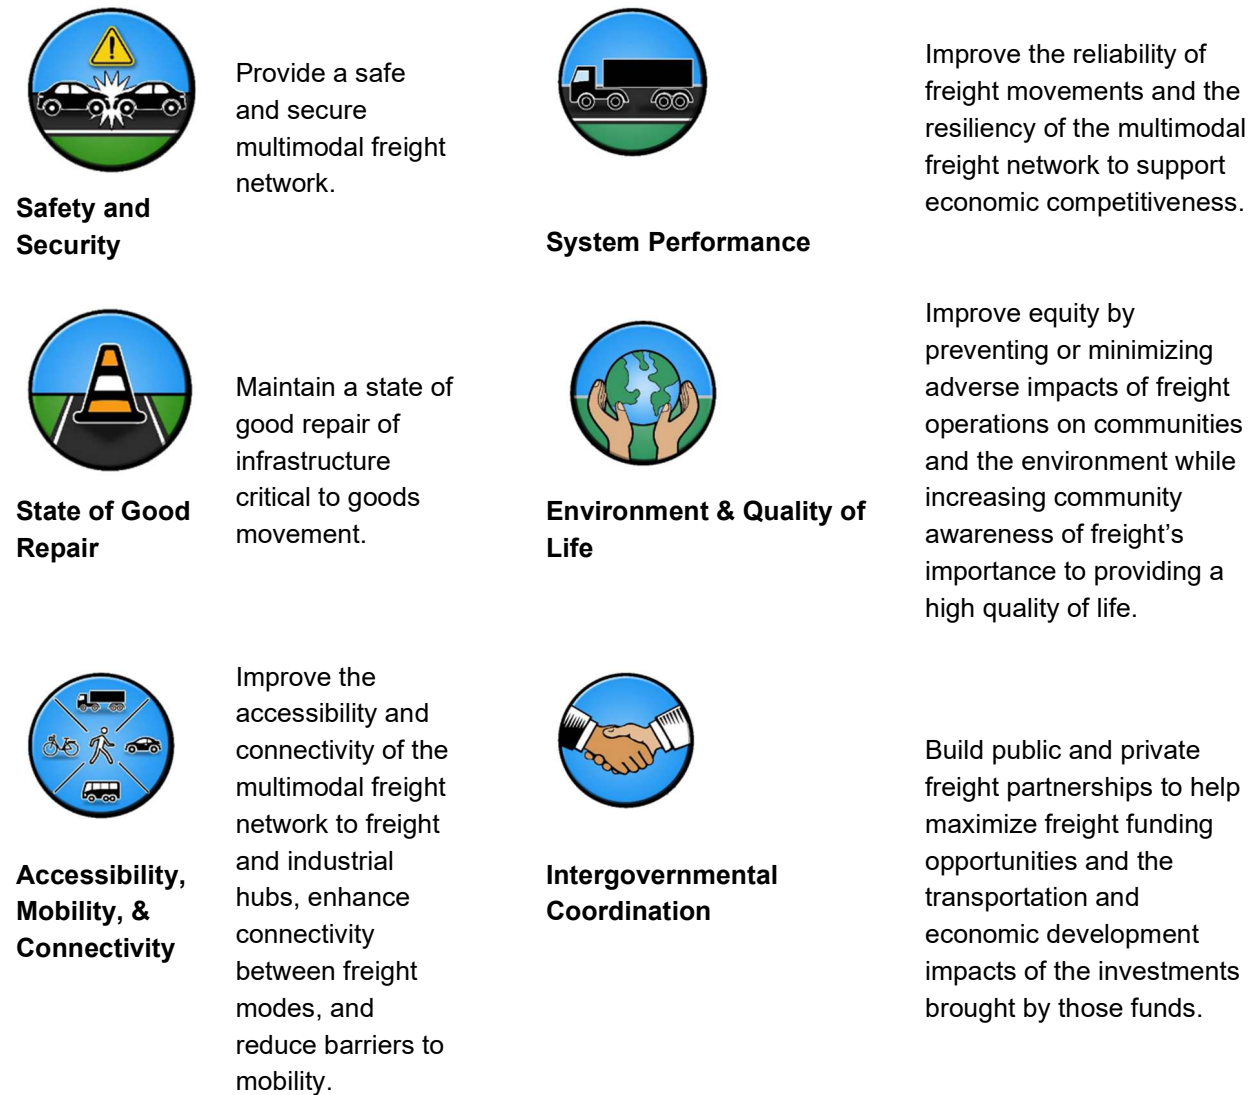 Safety and
Security
Provide a safe
and secure
multimodal freight
network.
System Performance
Improve the reliability of
freight movements and the
resiliency of the multimodal
freight network to support
economic competitiveness.
State of Good
Repair
Maintain a state of
good repair of
infrastructure
critical to goods
movement.
Environment & Quality of
Life
Improve equity by
preventing or minimizing
adverse impacts of freight
operations on communities
and the environment while
increasing community
awareness of freight’s
importance to providing a
high quality of life.
Accessibility,
Mobility, &
Connectivity
Improve the
accessibility and
connectivity of the
multimodal freight
network to freight
and industrial
hubs, enhance
connectivity
between freight
modes, and
reduce barriers to
mobility.
Intergovernmental
Coordination
Build public and private
freight partnerships to help
maximize freight funding
opportunities and the
transportation and
economic development
impacts of the investments
brought by those funds.